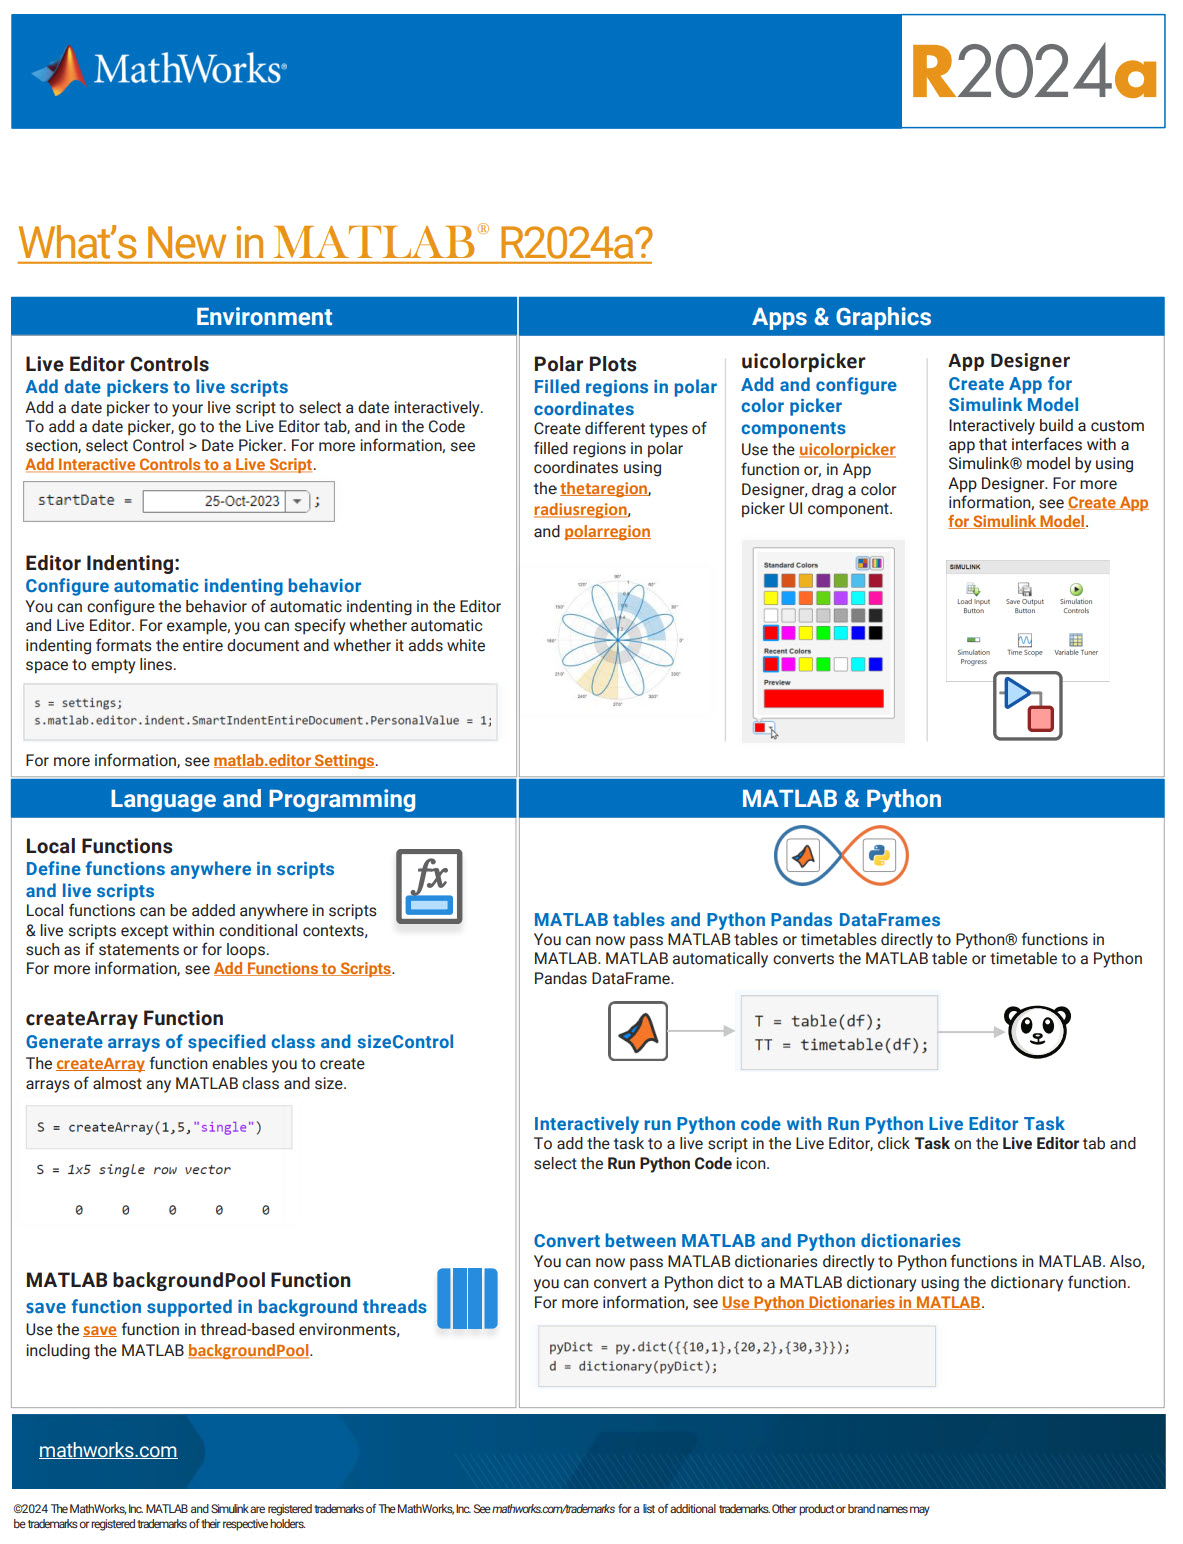 MathWorks®
R2024a
What's New in MATLAB® R2024a?
Environment
Live Editor Controls
Add date pickers to live scripts
Add a date picker to your live script to select a date interactively.
To add a date picker, go to the Live Editor tab, and in the Code
section, select Control > Date Picker. For more information, see
Add Interactive Controls to a Live Script.
startDate = 25-Oct-2023 ;
Editor Indenting:
Configure automatic indenting behavior
You can configure the behavior of automatic indenting in the Editor
and Live Editor. For example, you can specify whether automatic
indenting formats the entire document and whether it adds white
space to empty lines.
s = settings;
s.matlab.editor.indent.SmartIndentEntireDocument.PersonalValue = 1;
For more information, see matlab.editor Settings.
Apps & Graphics
Polar Plots
Filled regions in polar
coordinates
Create different types of
filled regions in polar
coordinates using
the thetaregion,
radiusregion,
and polarregion
uicolorpicker
Add and configure
color picker
components
Use the uicolorpicker
function or, in App
Designer, drag a color
picker UI component.
Standard Colors
Recent Colors
Preview
App Designer
Create App for
Simulink Model
Interactively build a custom
app that interfaces with a
Simulink® model by using
App Designer. For more
information, see Create App
for Simulink Model.
SIMULINK
Load Input Button
Save Output Button
Simulation Controls
Simulation Progress
Time Scope
Variable Tuner
Language and Programming
Local Functions
Define functions anywhere in scripts
and live scripts
Local functions can be added anywhere in scripts
& live scripts except within conditional contexts,
such as if statements or for loops.
For more information, see Add Functions to Scripts.
fx
createArray Function
Generate arrays of specified class and sizeControl
The createArray function enables you to create
arrays of almost any MATLAB class and size.
S = createArray(1,5,"single")
S = 1x5 single row vector
0 0 0 0 0
MATLAB backgroundPool Function
save function supported in background threads
Use the save function in thread-based environments,
including the MATLAB backgroundPool.
MATLAB & Python
MATLAB tables and Python Pandas DataFrames
You can now pass MATLAB tables or timetables directly to Python® functions in
MATLAB. MATLAB automatically converts the MATLAB table or timetable to a Python
Pandas DataFrame.
T = table(df);
TT = timetable(df);
Interactively run Python code with Run Python Live Editor Task
To add the task to a live script in the Live Editor, click Task on the Live Editor tab and
select the Run Python Code icon.
Convert between MATLAB and Python dictionaries
You can now pass MATLAB dictionaries directly to Python functions in MATLAB. Also,
you can convert a Python dict to a MATLAB dictionary using the dictionary function.
For more information, see Use Python Dictionaries in MATLAB.
pyDict = py.dict({{10,1},{20,2},{30,3}});
d = dictionary(pyDict);
mathworks.com
©2024 The MathWorks, Inc. MATLAB and Simulink are registered trademarks of The MathWorks, Inc. See mathworks.com/trademarks for a list of additional trademarks. Other product or brand names may
be trademarks or registered trademarks of their respective holders.